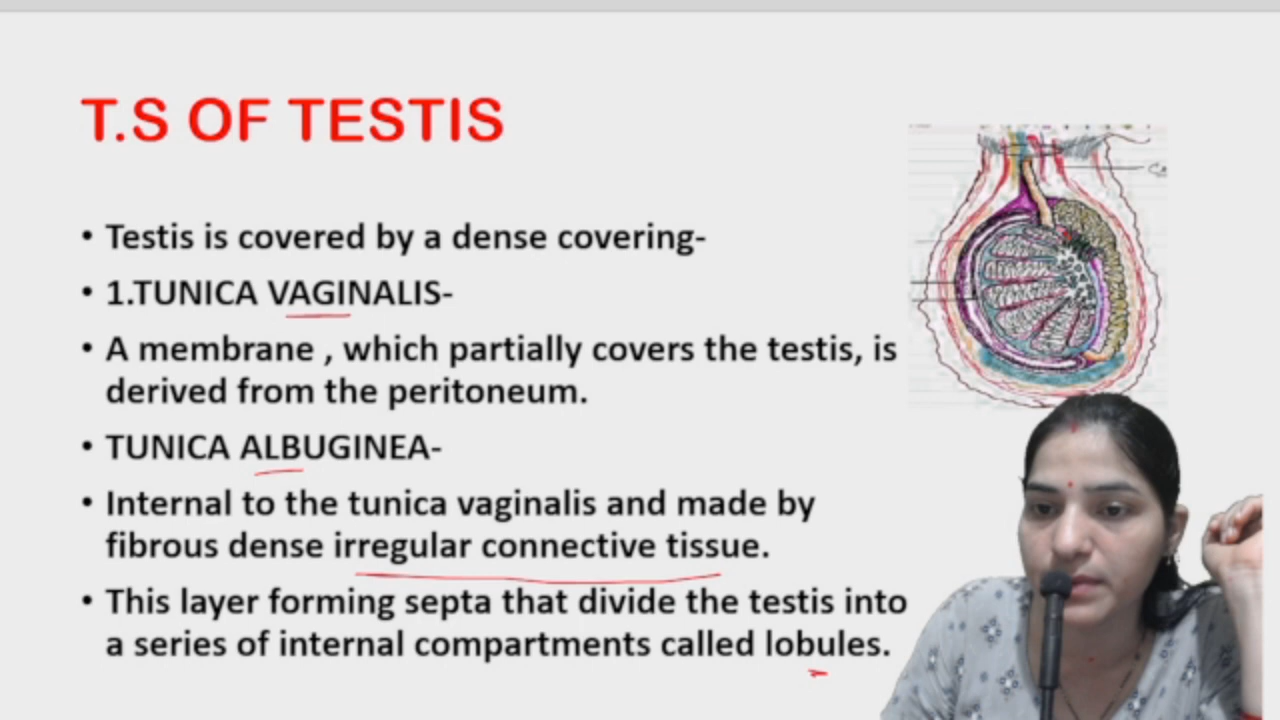 T.S OF TESTIS
• Testis is covered by a dense covering-
• 1.TUNICA VAGINALIS-
• A membrane , which partially covers the testis, is
derived from the peritoneum.
• TUNICA ALBUGINEA-
• Internal to the tunica vaginalis and made by
fibrous dense irregular connective tissue.
• This layer forming septa that divide the testis into
a series of internal compartments called lobules.